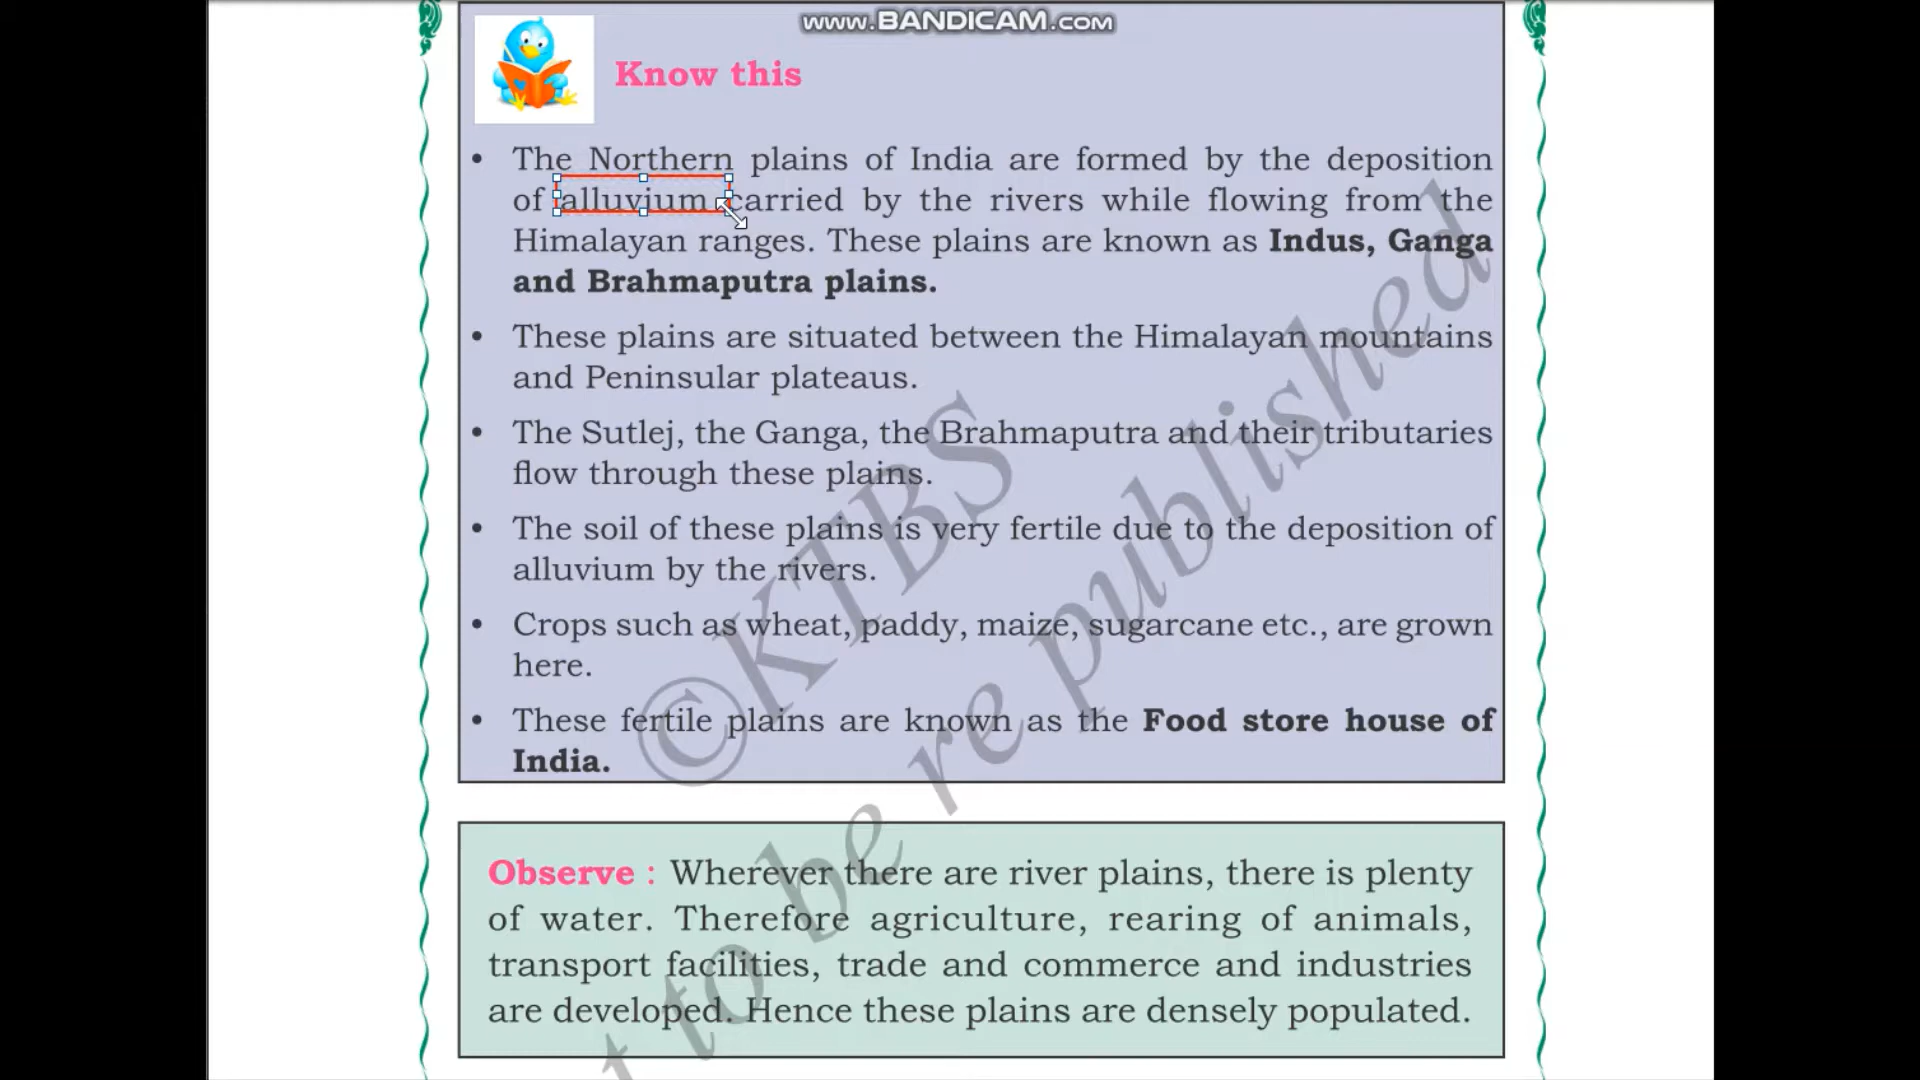 www.BANDICAM.com
Know this
• The Northern plains of India are formed by the deposition
of alluvium carried by the rivers while flowing from the
Himalayan ranges. These plains are known as Indus, Ganga
and Brahmaputra plains.
• These plains are situated between the Himalayan mountains
and Peninsular plateaus.
• The Sutlej, the Ganga, the Brahmaputra and their tributaries
flow through these plains.
• The soil of these plains is very fertile due to the deposition of
alluvium by the rivers.
• Crops such as wheat, paddy, maize, sugarcane etc., are grown
here.
• These fertile plains are known as the Food store house of
India.
Observe : Wherever there are river plains, there is plenty
of water. Therefore agriculture, rearing of animals,
transport facilities, trade and commerce and industries
are developed. Hence these plains are densely populated.
©KTBS
to be re published